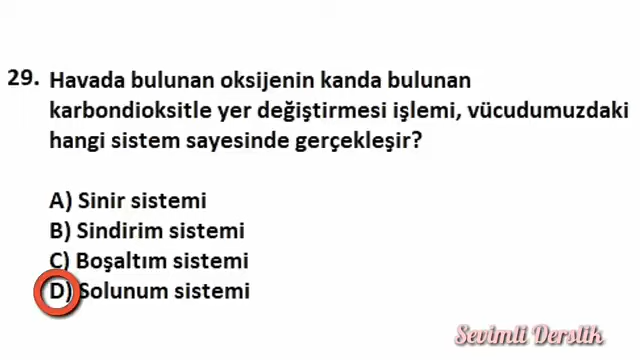 29. Havada bulunan oksijenin kanda bulunan
karbondioksitle yer değiştirmesi işlemi, vücudumuzdaki
hangi sistem sayesinde gerçekleşir?
A) Sinir sistemi
B) Sindirim sistemi
C) Boşaltım sistemi
D) Solunum sistemi
Sevimli Derslik